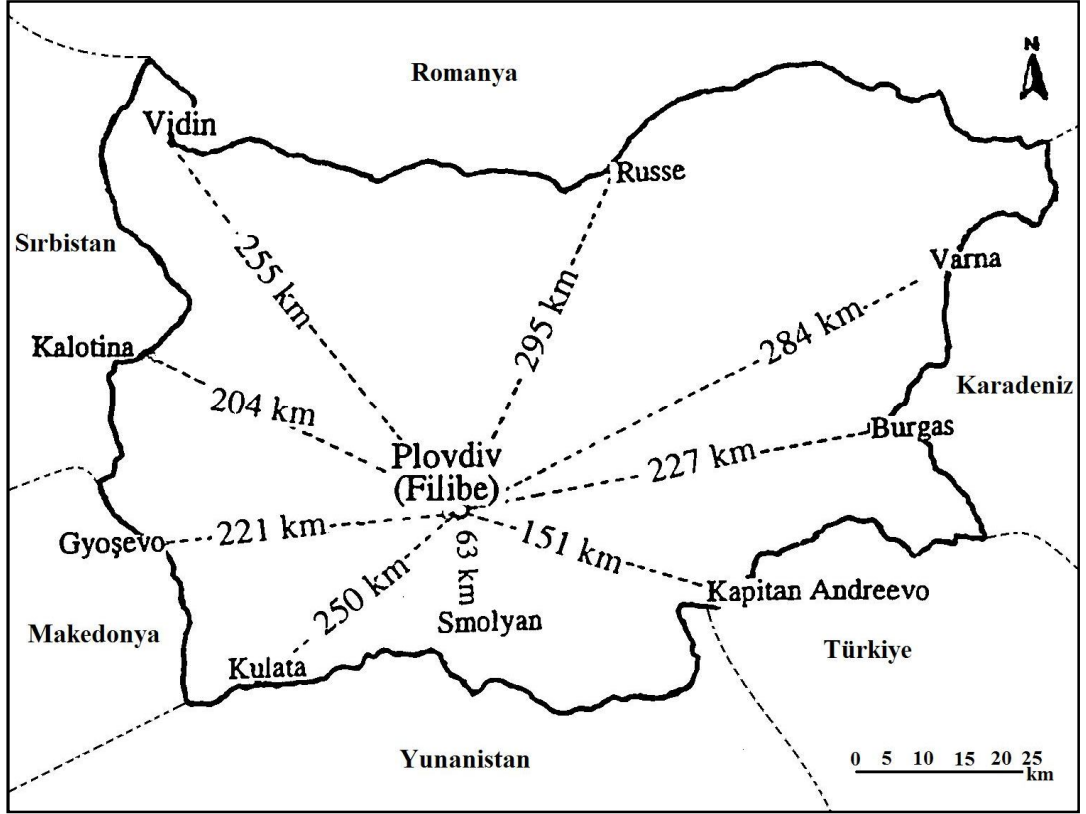 N
Romanya
Vidin
Russe
Sırbistan
Varna
255 km
295 km
284 km
Kalotina
Karadeniz
204 km
Burgas
Plovdiv
(Filibe)
227 km
Gyoşevo
221 km
63 km
151 km
250 km
Kapitan Andreevo
Smolyan
Makedonya
Türkiye
Kulata
Yunanistan
0 5 10 15 20 25
km